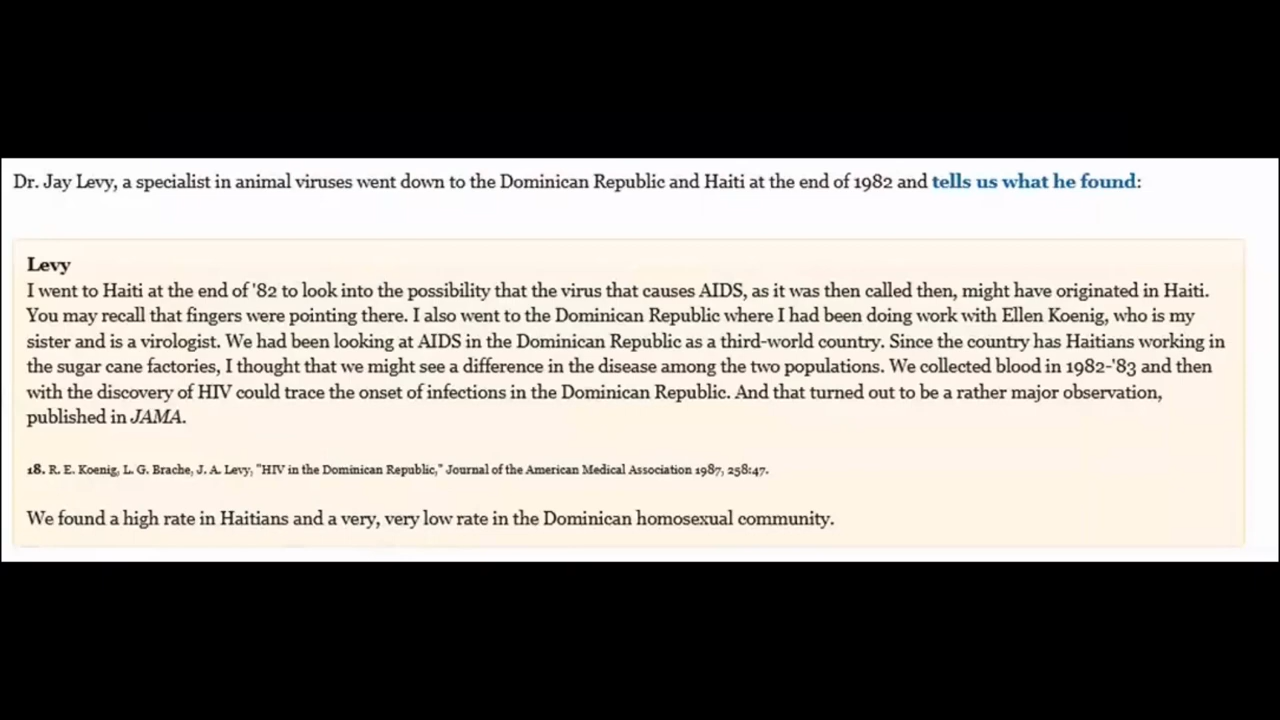 Dr. Jay Levy, a specialist in animal viruses went down to the Dominican Republic and Haiti at the end of 1982 and tells us what he found:
Levy
I went to Haiti at the end of '82 to look into the possibility that the virus that causes AIDS, as it was then called then, might have originated in Haiti.
You may recall that fingers were pointing there. I also went to the Dominican Republic where I had been doing work with Ellen Koenig, who is my
sister and is a virologist. We had been looking at AIDS in the Dominican Republic as a third-world country. Since the country has Haitians working in
the sugar cane factories, I thought that we might see a difference in the disease among the two populations. We collected blood in 1982-'83 and then
with the discovery of HIV could trace the onset of infections in the Dominican Republic. And that turned out to be a rather major observation,
published in JAMA.
18. R. E. Koenig, L. G. Brache, J. A. Levy, "HIV in the Dominican Republic," Journal of the American Medical Association 1987, 258:47.
We found a high rate in Haitians and a very, very low rate in the Dominican homosexual community.